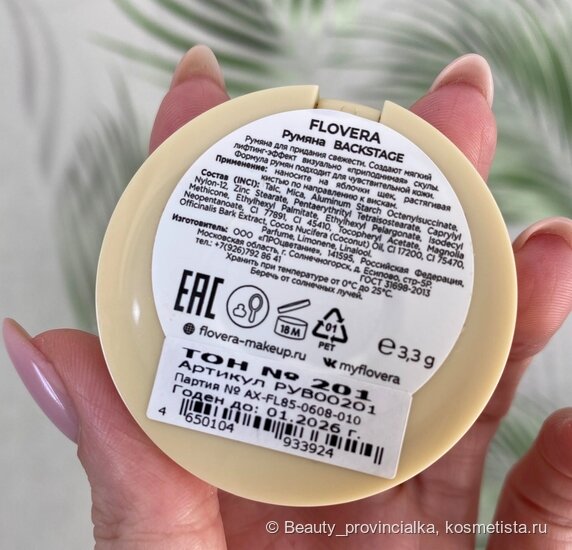 FLOVERA
Румяна BACKSTAGE
Румяна для придания свежести. Создают мягкий
лифтинг-эффект визуально «приподнимая» скулы.
Формула румян подходит для чувствительной кожи.
Применение: наносите на яблочки щек, растягивая
кистью по направлению к вискам.
Состав (INCI): Talc, Mica, Aluminum Starch Octenylsuccinate,
Nylon-12, Zinc Stearate, Pentaerythrityl Tetraisostearate, Caprylyl
Methicone, Ethylhexyl Palmitate, Ethylhexyl Pelargonate, Isodecyl
Neopentanoate, CI 77891, CI 45410, Tocopheryl Acetate, Magnolia
Officinalis Bark Extract, Cocos Nucifera (Coconut) Oil, CI 17200, CI 75470,
Parfume, Limonene, Linalool.
Изготовитель: ООО «ПРОцветание», 141595, Российская Федерация,
Московская область, г. Солнечногорск, д. Есипово, стр-5Р.
тел.: +7(926)792 86 41 ГОСТ 31698-2013
Хранить при температуре от 0°С до 25°С.
Беречь от солнечных лучей.
EAC
18 M
01
PET
e 3,3 g
flovera-makeup.ru
myflovera
ТОН № 201
Артикул РУВ00201
Партия № AX-FL85-0608-010
Годен до: 01.2026 г.
4 650104 933924
© Beauty_provincialka, kosmetista.ru